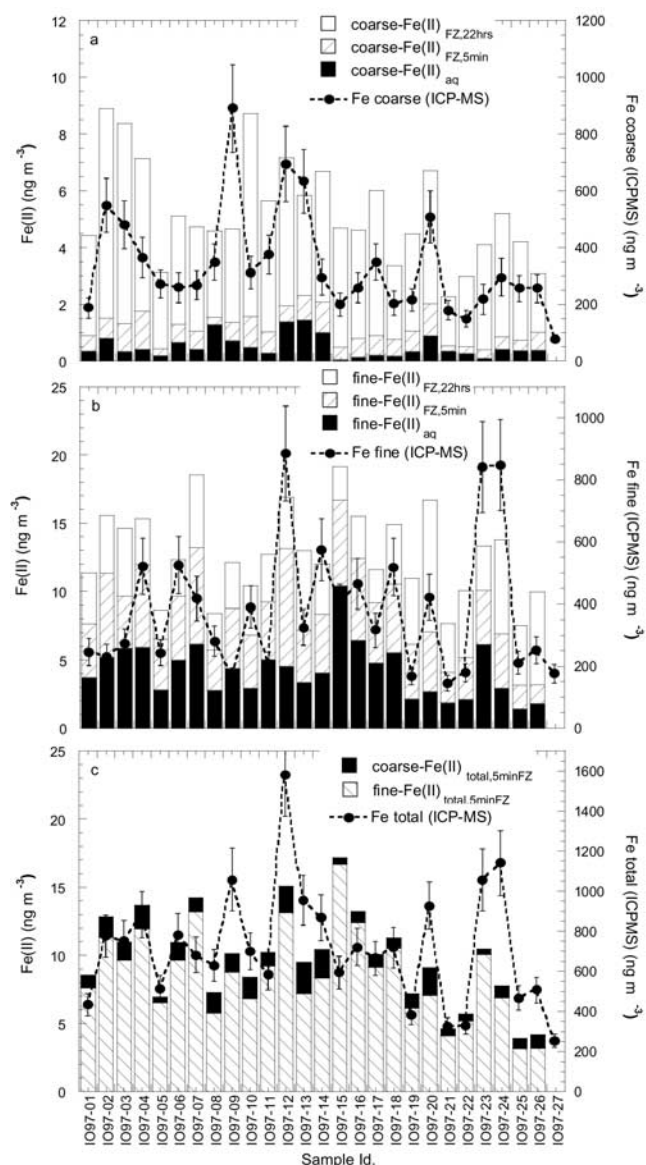 a
coarse-Fe(II) FZ,22hrs
coarse-Fe(II) FZ,5min
coarse-Fe(II) aq
Fe coarse (ICP-MS)
Fe(II) (ng m⁻³)
12
10
8
6
4
2
0
Fe coarse (ICPMS) (ng m⁻³)
1200
1000
800
600
400
200
0
b
fine-Fe(II) FZ,22hrs
fine-Fe(II) FZ,5min
fine-Fe(II) aq
Fe fine (ICP-MS)
Fe(II) (ng m⁻³)
25
20
15
10
5
0
Fe fine (ICPMS) (ng m⁻³)
1000
800
600
400
200
0
c
coarse-Fe(II) total,5minFZ
fine-Fe(II) total,5minFZ
Fe total (ICP-MS)
Fe(II) (ng m⁻³)
25
20
15
10
5
0
Fe total (ICPMS) (ng m⁻³)
1600
1400
1200
1000
800
600
400
200
0
IO97-01
IO97-02
IO97-03
IO97-04
IO97-05
IO97-06
IO97-07
IO97-08
IO97-09
IO97-10
IO97-11
IO97-12
IO97-13
IO97-14
IO97-15
IO97-16
IO97-17
IO97-18
IO97-19
IO97-20
IO97-21
IO97-22
IO97-23
IO97-24
IO97-25
IO97-26
IO97-27
Sample Id.